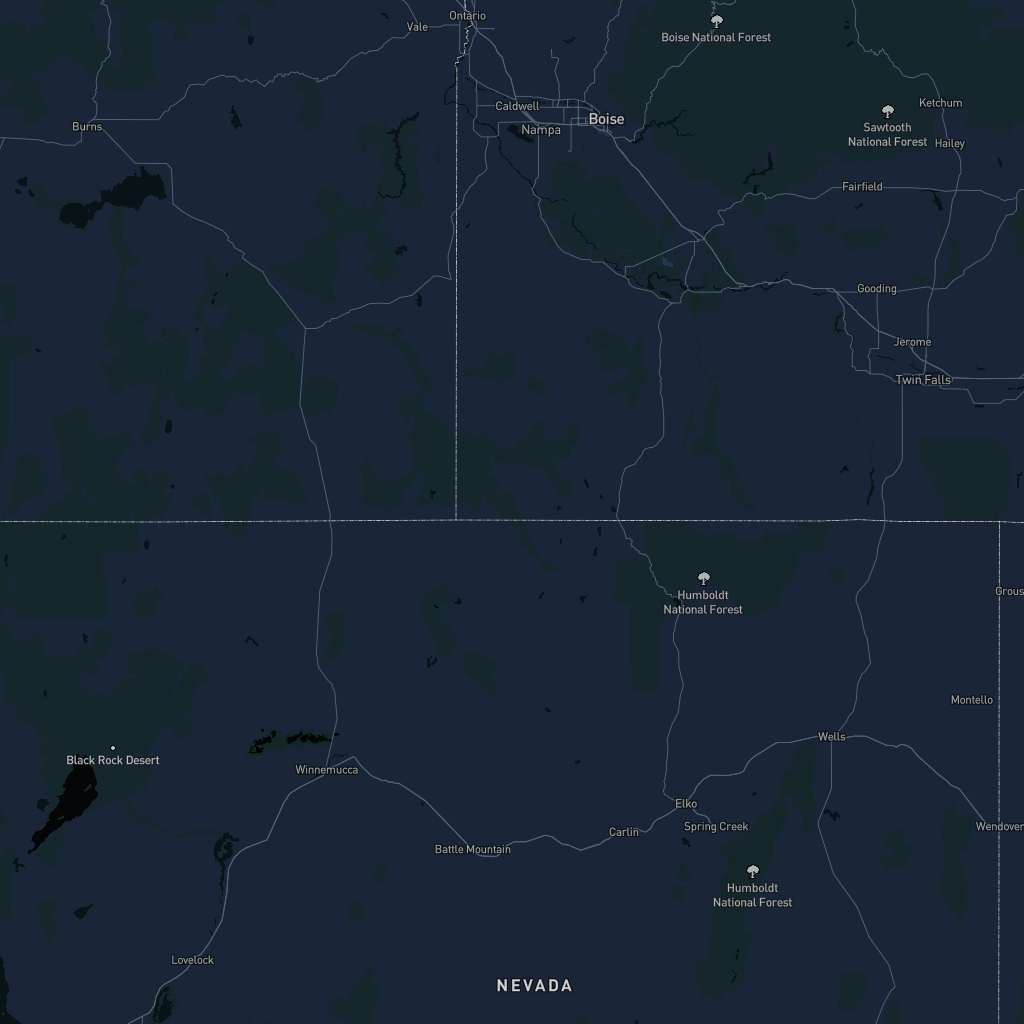 Ontario
Vale
Boise National Forest
Caldwell
Ketchum
Boise
Burns
Nampa
Sawtooth
National Forest
Hailey
Fairfield
Gooding
Jerome
Twin Falls
Humboldt
National Forest
Grous
Montello
Wells
Black Rock Desert
Winnemucca
Elko
Spring Creek
Wendover
Carlin
Battle Mountain
Humboldt
National Forest
Lovelock
NEVADA